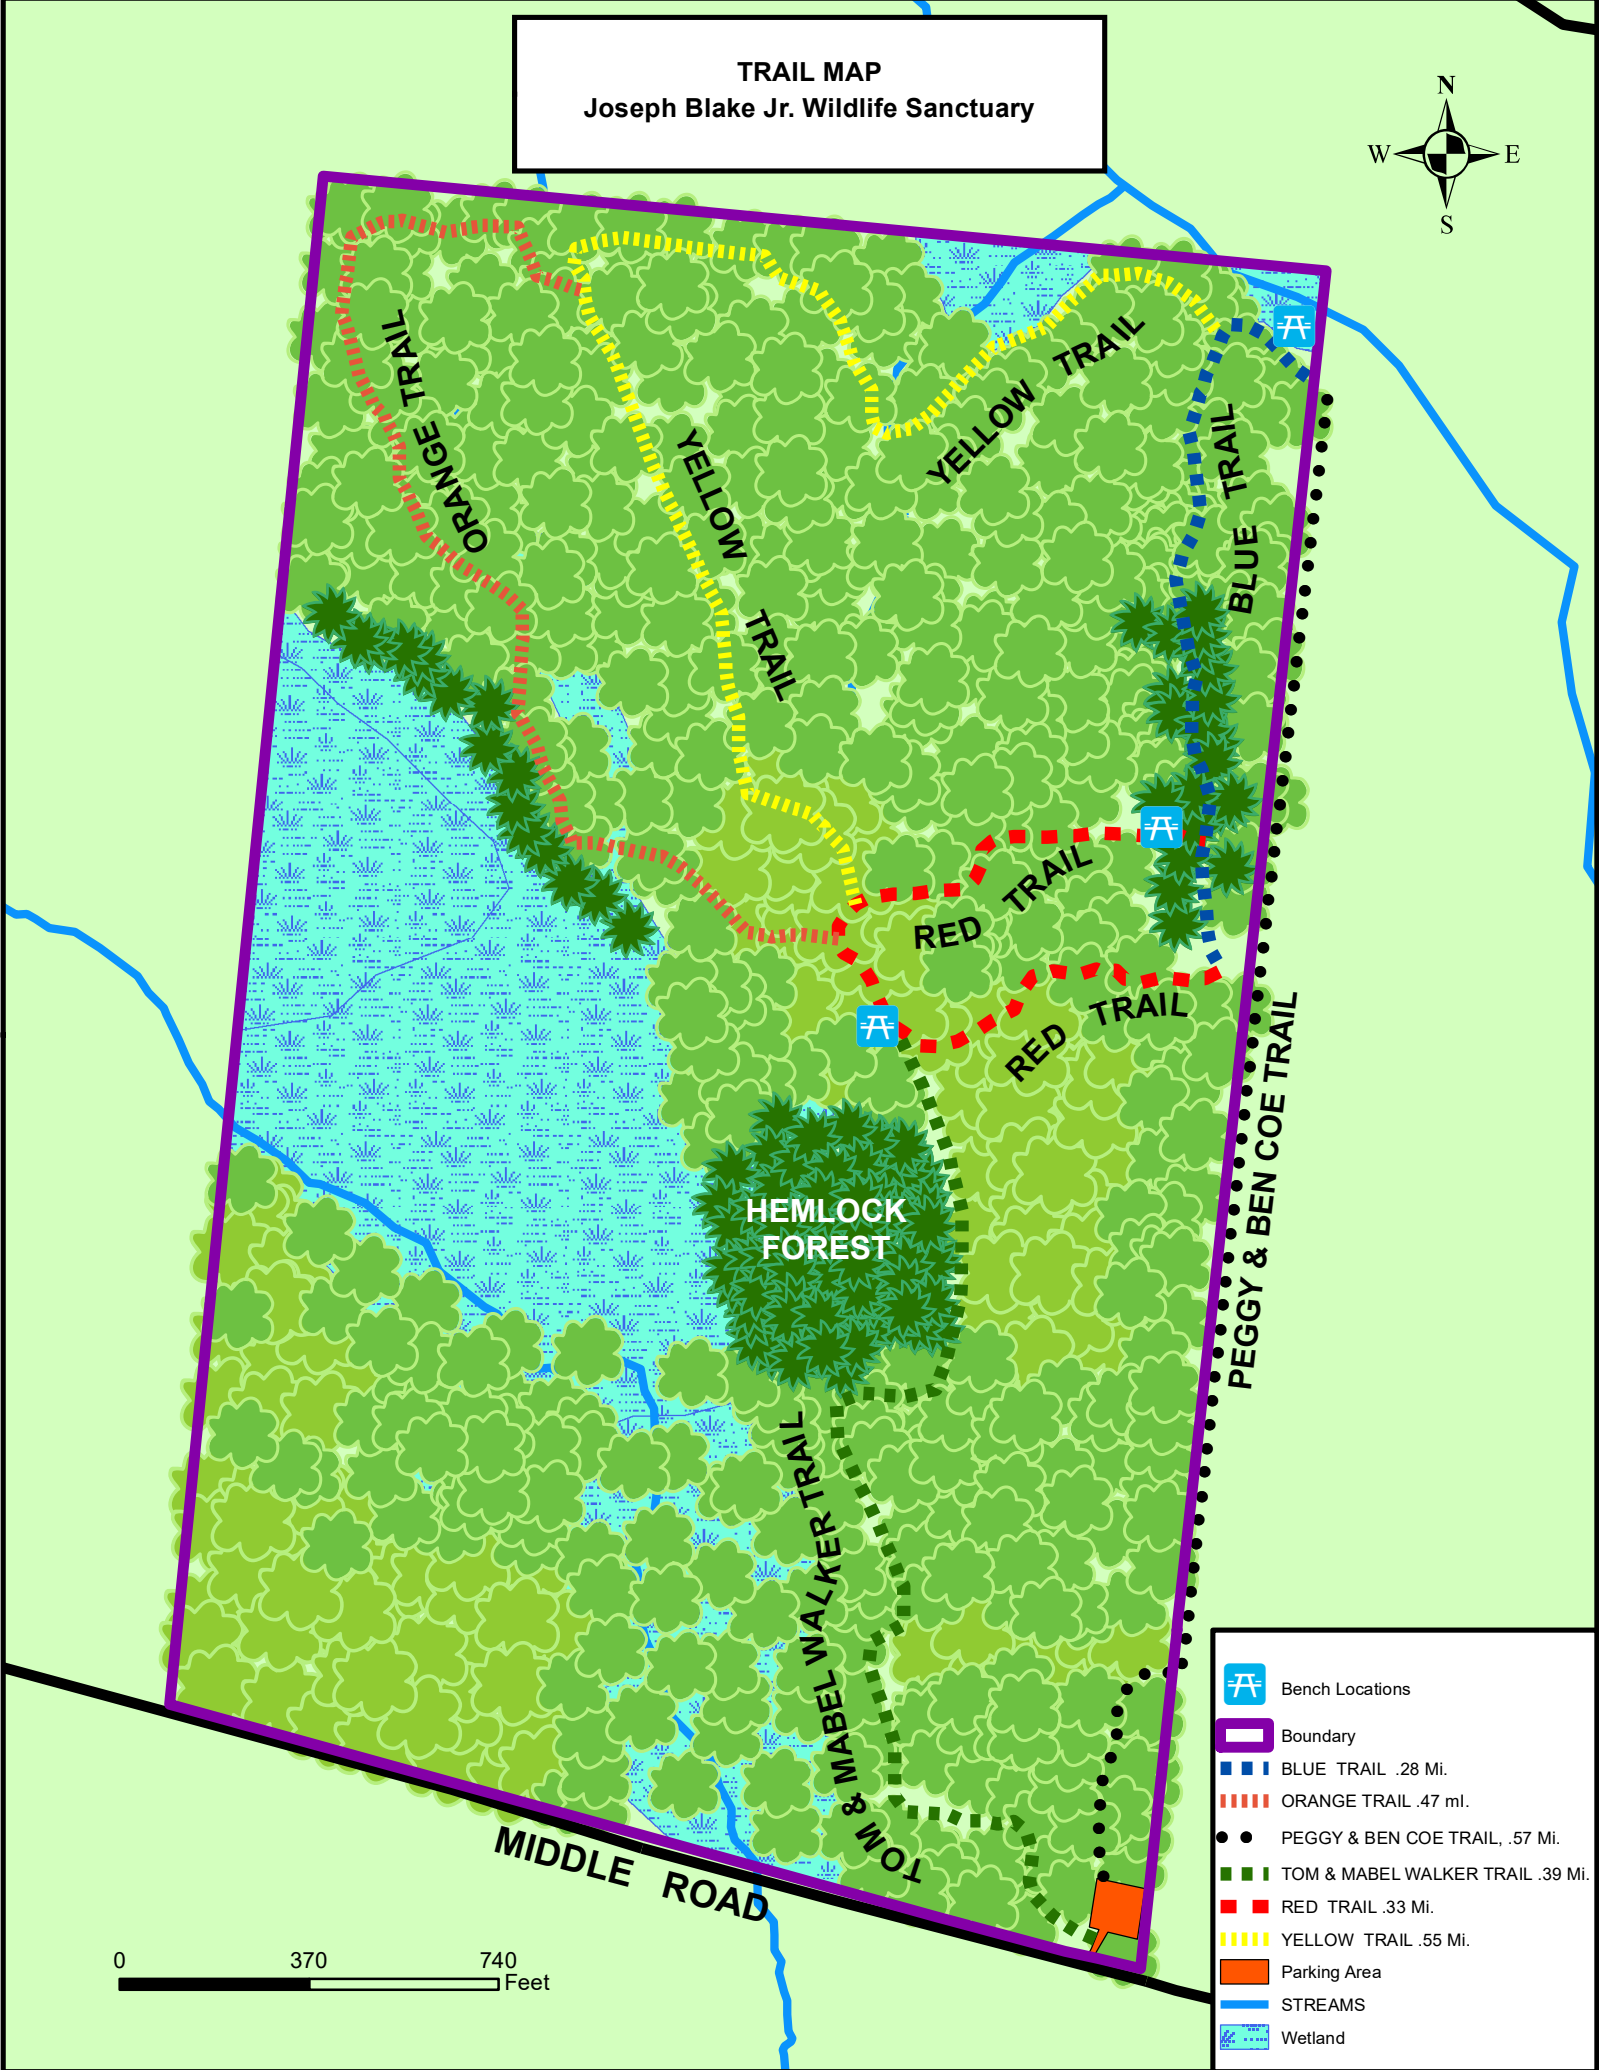 TRAIL MAP
Joseph Blake Jr. Wildlife Sanctuary
N
W
E
S
ORANGE TRAIL
YELLOW TRAIL
YELLOW TRAIL
BLUE TRAIL
RED TRAIL
RED TRAIL
PEGGY & BEN COE TRAIL
HEMLOCK
FOREST
TOM & MABEL WALKER TRAIL
MIDDLE ROAD
0 370 740
Feet
Bench Locations
Boundary
BLUE TRAIL .28 Mi.
ORANGE TRAIL .47 ml.
PEGGY & BEN COE TRAIL, .57 Mi.
TOM & MABEL WALKER TRAIL .39 Mi.
RED TRAIL .33 Mi.
YELLOW TRAIL .55 Mi.
Parking Area
STREAMS
Wetland